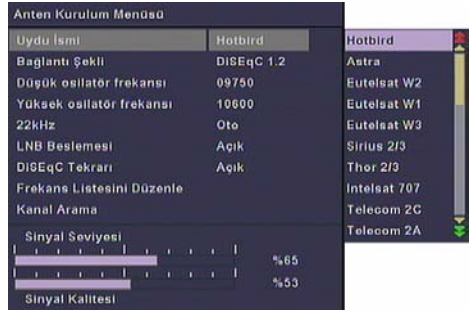 Anten Kurulum Menüsü
Uydu İsmi Hotbird
Bağlantı Şekli DiSEqC 1.2
Düşük osilatör frekansı 09750
Yüksek osilatör frekansı 10600
22kHz Oto
LNB Beslemesi Açık
DiSEqC Tekrarı Açık
Frekans Listesini Düzenle
Kanal Arama
Sinyal Seviyesi
%65
%53
Sinyal Kalitesi
Hotbird
Astra
Eutelsat W2
Eutelsat W1
Eutelsat W3
Sirius 2/3
Thor 2/3
Intelsat 707
Telecom 2C
Telecom 2A